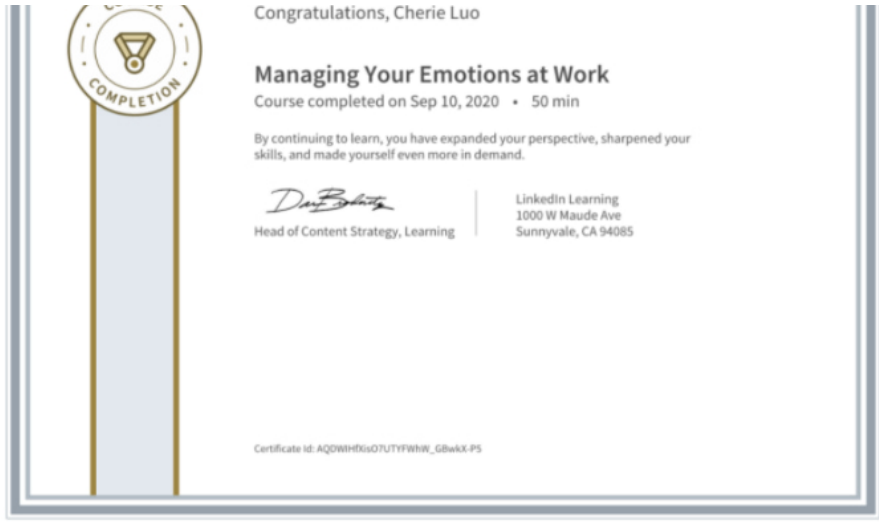 Congratulations, Cherie Luo
COMPLETION
Managing Your Emotions at Work
Course completed on Sep 10, 2020 • 50 min
By continuing to learn, you have expanded your perspective, sharpened your
skills, and made yourself even more in demand.
Head of Content Strategy, Learning
LinkedIn Learning
1000 W Maude Ave
Sunnyvale, CA 94085
Certificate Id: